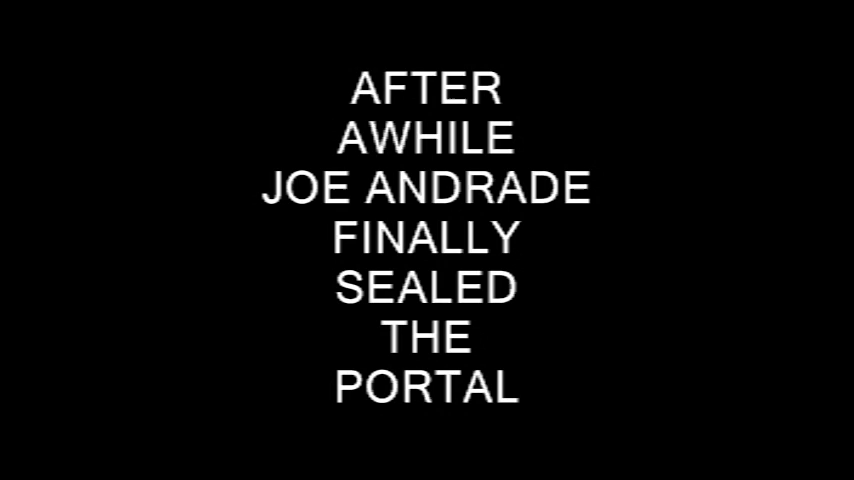 AFTER
AWHILE
JOE ANDRADE
FINALLY
SEALED
THE
PORTAL